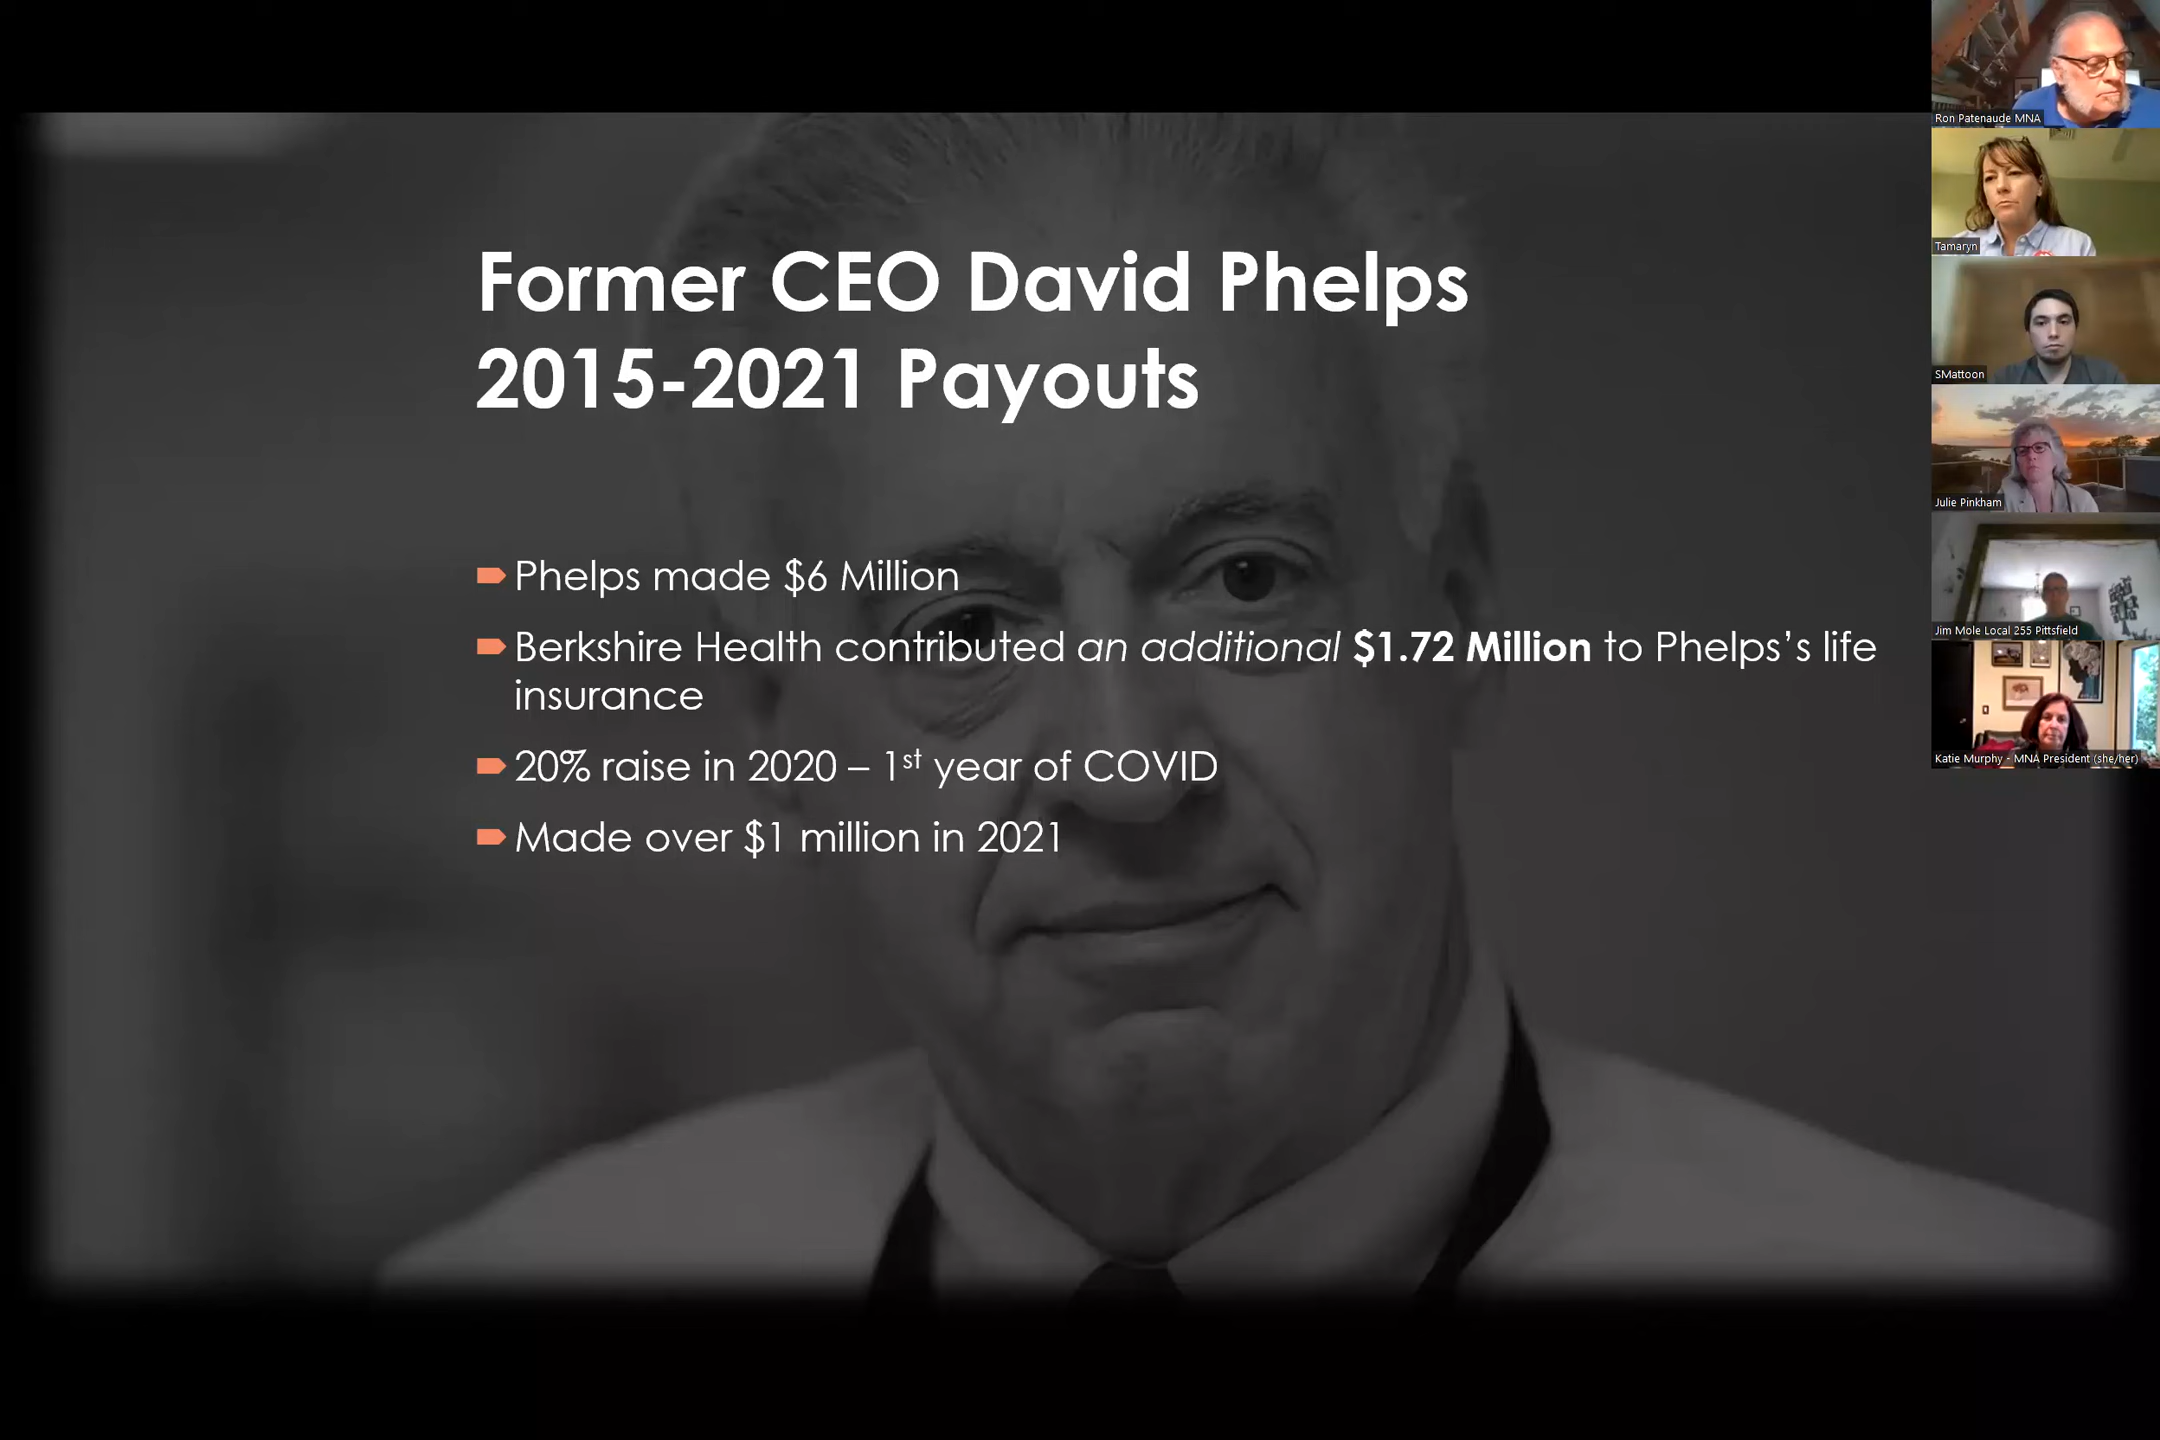 Former CEO David Phelps
2015-2021 Payouts
Phelps made $6 Million
Berkshire Health contributed an additional $1.72 Million to Phelps’s life
insurance
20% raise in 2020 – 1st year of COVID
Made over $1 million in 2021
Ron Patenaude MNA
Tamaryn
SMattoon
Julie Pinkham
Jim Mole Local 255 Pittsfield
Katie Murphy - MNA President (she/her)